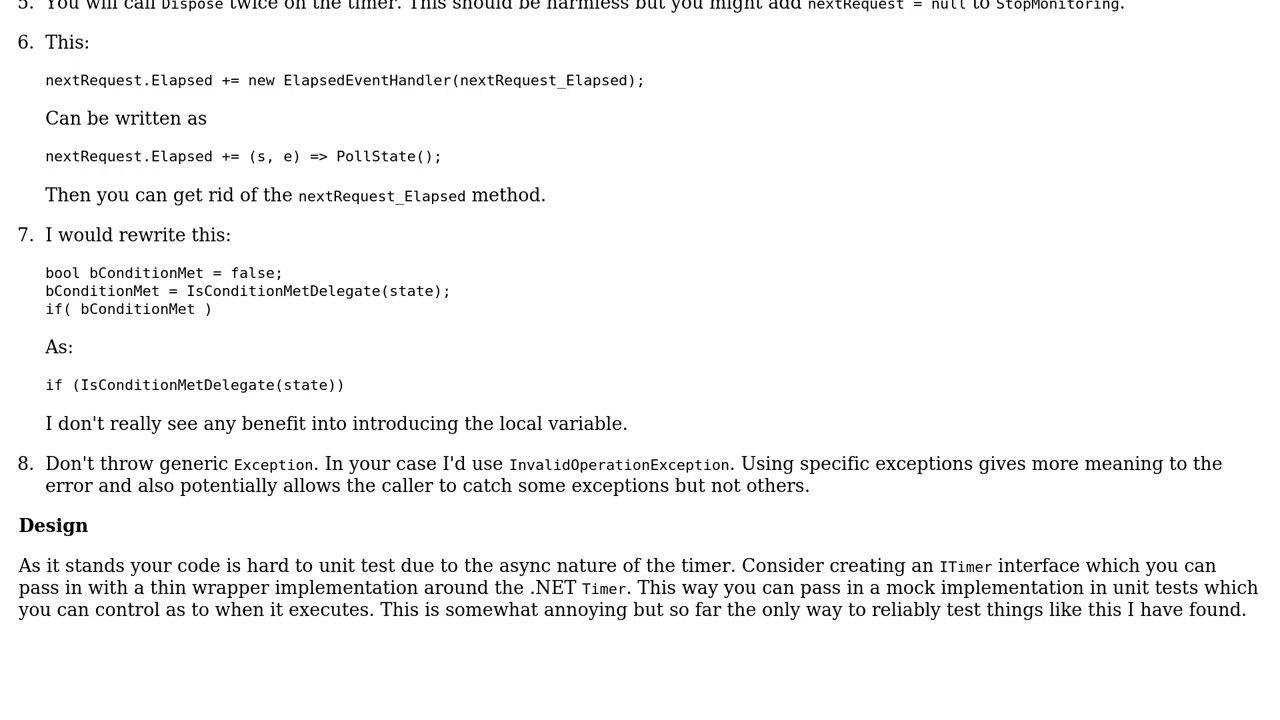 5. You will call Dispose twice on the timer. This should be harmless but you might add nextRequest = null to StopMonitoring.
6. This:
nextRequest.Elapsed += new ElapsedEventHandler(nextRequest_Elapsed);
Can be written as
nextRequest.Elapsed += (s, e) => PollState();
Then you can get rid of the nextRequest_Elapsed method.
7. I would rewrite this:
bool bConditionMet = false;
bConditionMet = IsConditionMetDelegate(state);
if( bConditionMet )
As:
if (IsConditionMetDelegate(state))
I don't really see any benefit into introducing the local variable.
8. Don't throw generic Exception. In your case I'd use InvalidOperationException. Using specific exceptions gives more meaning to the
error and also potentially allows the caller to catch some exceptions but not others.
Design
As it stands your code is hard to unit test due to the async nature of the timer. Consider creating an ITimer interface which you can
pass in with a thin wrapper implementation around the .NET Timer. This way you can pass in a mock implementation in unit tests which
you can control as to when it executes. This is somewhat annoying but so far the only way to reliably test things like this I have found.